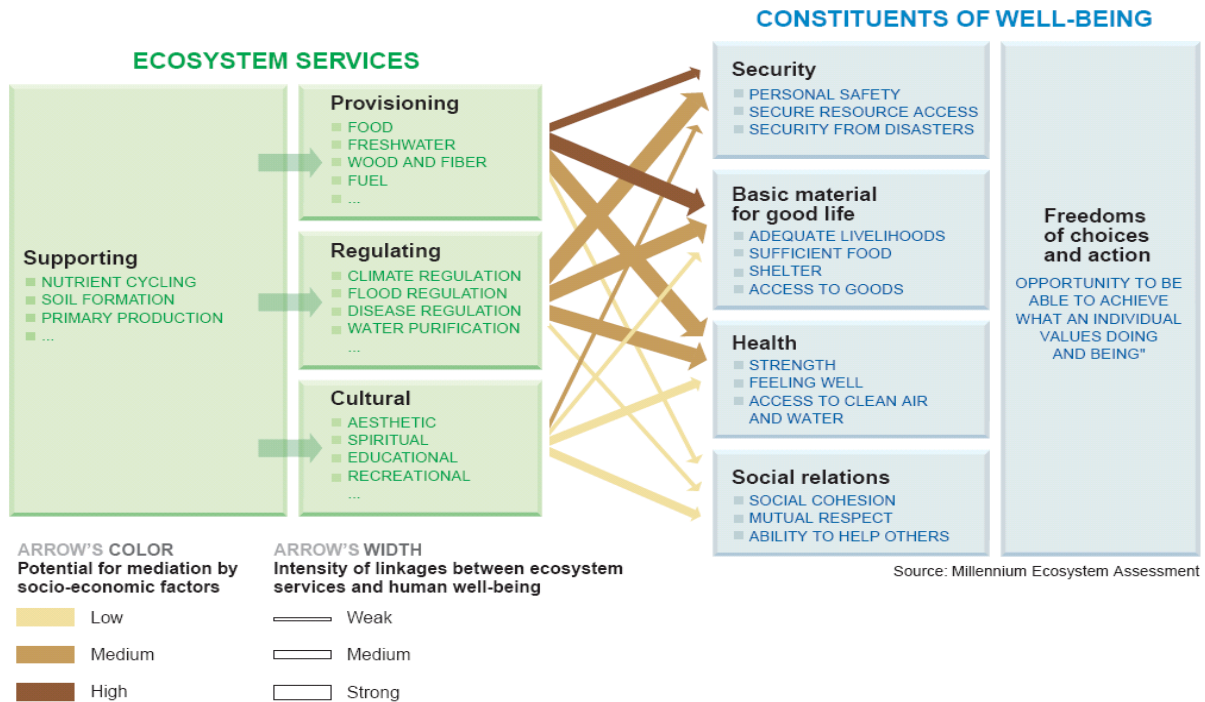 CONSTITUENTS OF WELL-BEING
ECOSYSTEM SERVICES
Supporting
NUTRIENT CYCLING
SOIL FORMATION
PRIMARY PRODUCTION
...
Provisioning
FOOD
FRESHWATER
WOOD AND FIBER
FUEL
...
Regulating
CLIMATE REGULATION
FLOOD REGULATION
DISEASE REGULATION
WATER PURIFICATION
...
Cultural
AESTHETIC
SPIRITUAL
EDUCATIONAL
RECREATIONAL
...
Security
PERSONAL SAFETY
SECURE RESOURCE ACCESS
SECURITY FROM DISASTERS
Basic material
for good life
ADEQUATE LIVELIHOODS
SUFFICIENT FOOD
SHELTER
ACCESS TO GOODS
Health
STRENGTH
FEELING WELL
ACCESS TO CLEAN AIR
AND WATER
Social relations
SOCIAL COHESION
MUTUAL RESPECT
ABILITY TO HELP OTHERS
Freedoms
of choices
and action
OPPORTUNITY TO BE
ABLE TO ACHIEVE
WHAT AN INDIVIDUAL
VALUES DOING
AND BEING"
Source: Millennium Ecosystem Assessment
ARROW'S COLOR
Potential for mediation by
socio-economic factors
Low
Medium
High
ARROW'S WIDTH
Intensity of linkages between ecosystem
services and human well-being
Weak
Medium
Strong